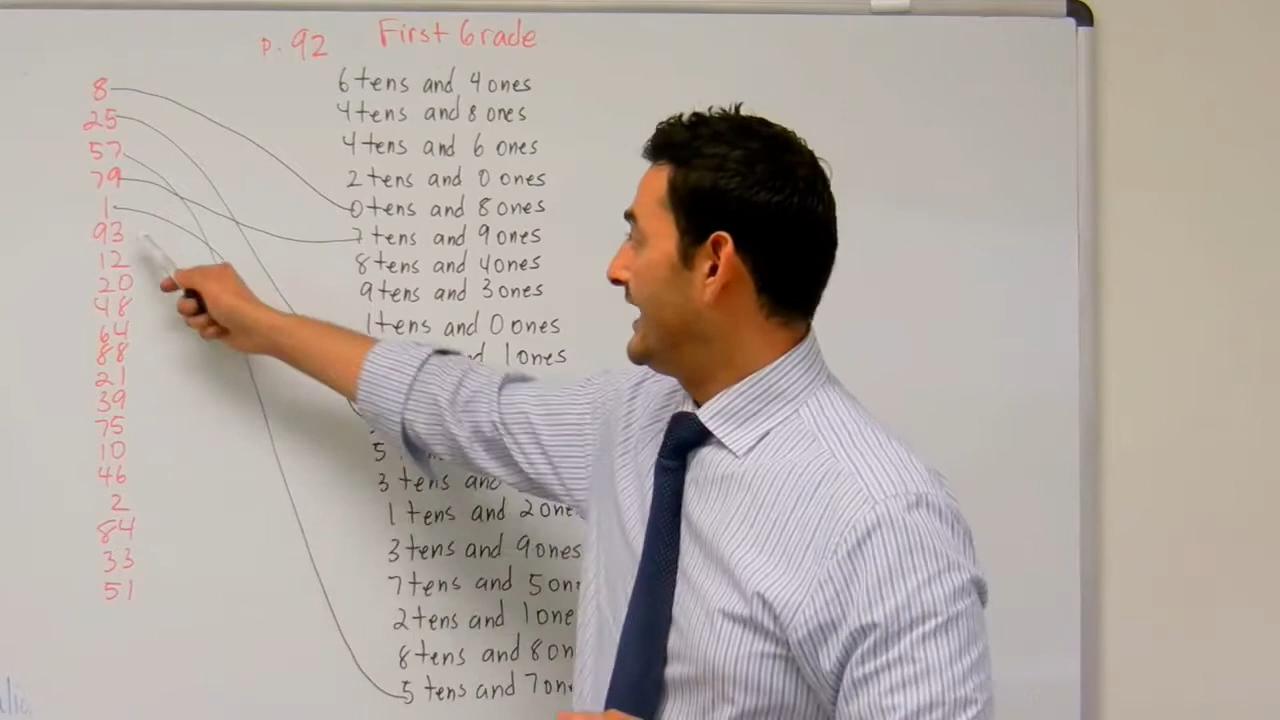 p. 92 First Grade
8
25
57
79
1
93
12
20
48
64
88
21
39
75
10
46
2
84
33
51
6 tens and 4 ones
4 tens and 8 ones
4 tens and 6 ones
2 tens and 0 ones
0 tens and 8 ones
7 tens and 9 ones
8 tens and 4 ones
9 tens and 3 ones
1 tens and 0 ones
1 ones
5
3 tens and
1 tens and 2 one
3 tens and 9 ones
7 tens and 5 on
2 tens and 1 one
8 tens and 8 on
5 tens and 7 on